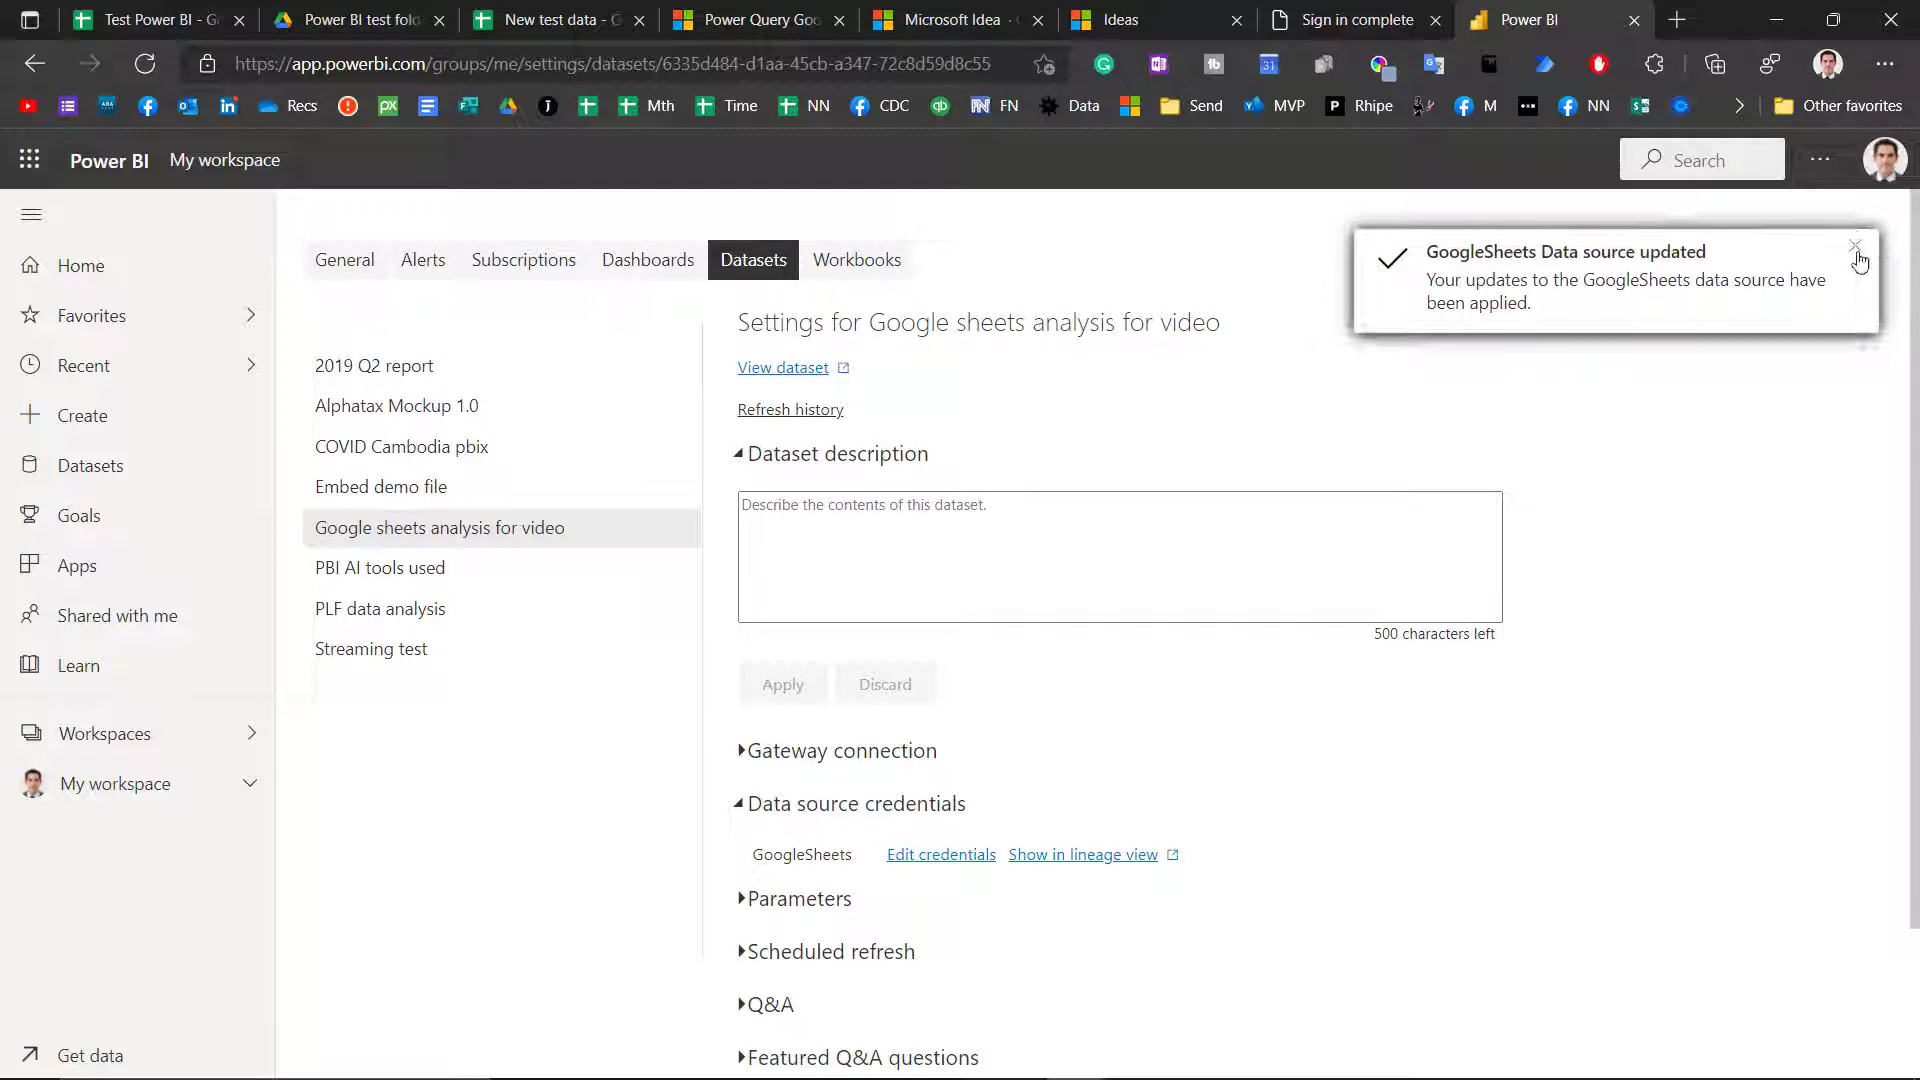 Test Power BI - G
Power BI test fold
New test data - G
Power Query Goo
Microsoft Idea ·
Ideas
Sign in complete
Power BI
https://app.powerbi.com/groups/me/settings/datasets/6335d484-d1aa-45cb-a347-72c8d59d8c55
Recs
Mth
Time
NN
CDC
FN
Data
Send
MVP
Rhipe
M
NN
Other favorites
Power BI
My workspace
Search
Home
Favorites
Recent
Create
Datasets
Goals
Apps
Shared with me
Learn
Workspaces
My workspace
Get data
General
Alerts
Subscriptions
Dashboards
Datasets
Workbooks
2019 Q2 report
Alphatax Mockup 1.0
COVID Cambodia pbix
Embed demo file
Google sheets analysis for video
PBI AI tools used
PLF data analysis
Streaming test
Settings for Google sheets analysis for video
View dataset
Refresh history
Dataset description
Describe the contents of this dataset.
500 characters left
Apply
Discard
Gateway connection
Data source credentials
GoogleSheets
Edit credentials
Show in lineage view
Parameters
Scheduled refresh
Q&A
Featured Q&A questions
GoogleSheets Data source updated
Your updates to the GoogleSheets data source have
been applied.